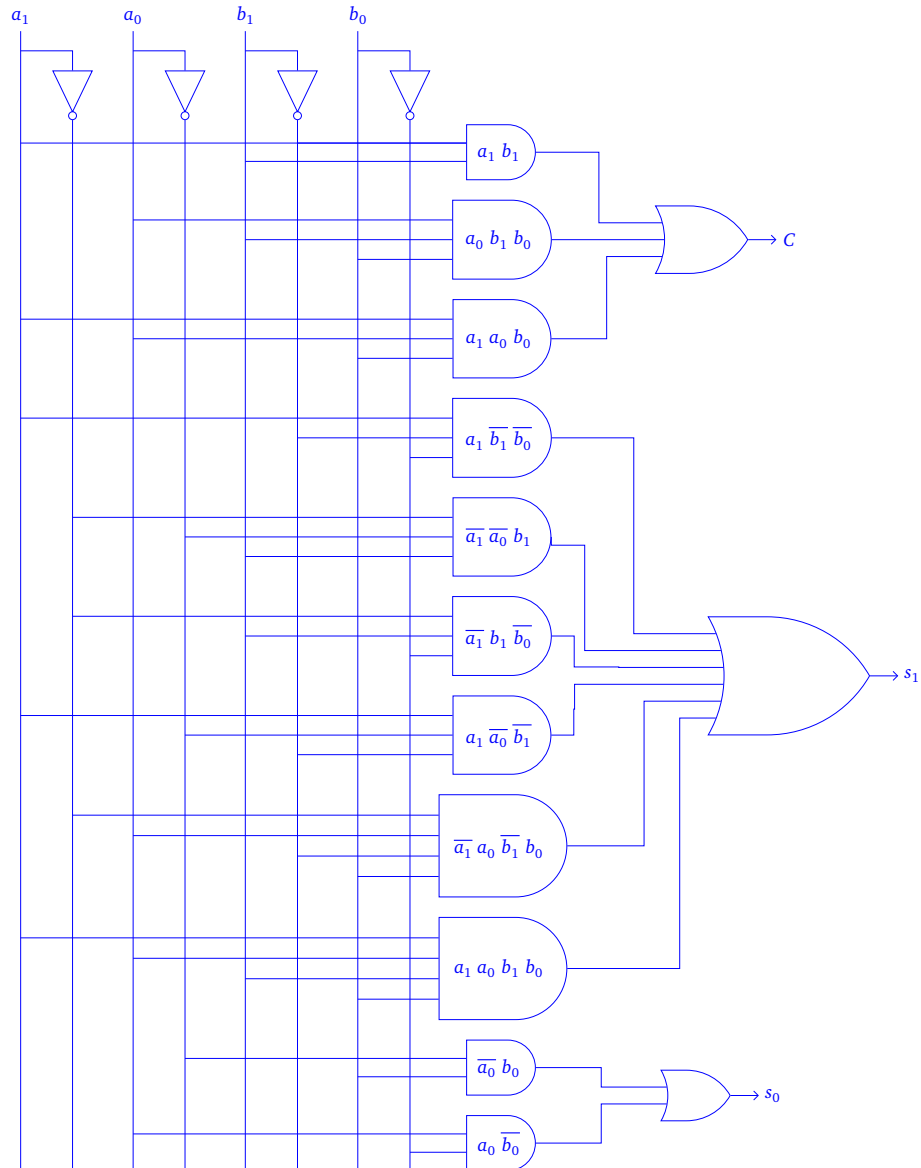 a₁ a₀ b₁ b₀
a₁ b₁
a₀ b₁ b₀
C
a₁ a₀ b₀
a₁ b̅₁ b̅₀
a̅₁ a̅₀ b₁
a̅₁ b₁ b̅₀
s₁
a₁ a̅₀ b̅₁
a̅₁ a₀ b̅₁ b₀
a₁ a₀ b₁ b₀
a̅₀ b₀
s₀
a₀ b̅₀